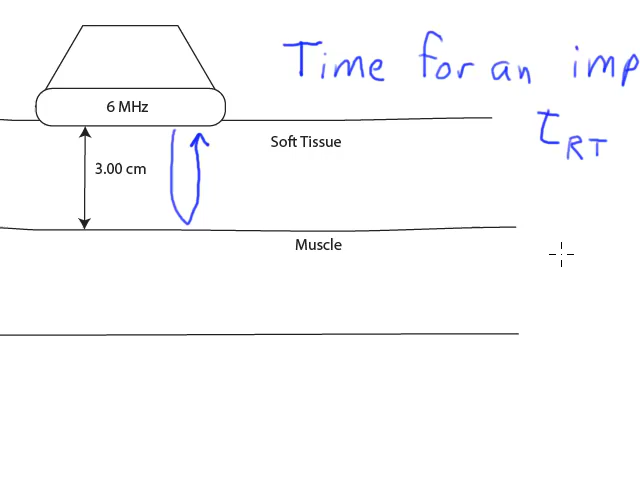 Time for an imp
6 MHz
t_RT
Soft Tissue
3.00 cm
Muscle